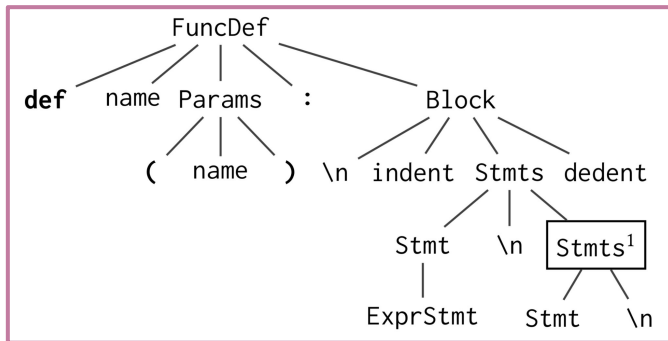 FuncDef
def name Params : Block
( name ) \n indent Stmts dedent
Stmt \n Stmts¹
ExprStmt Stmt \n